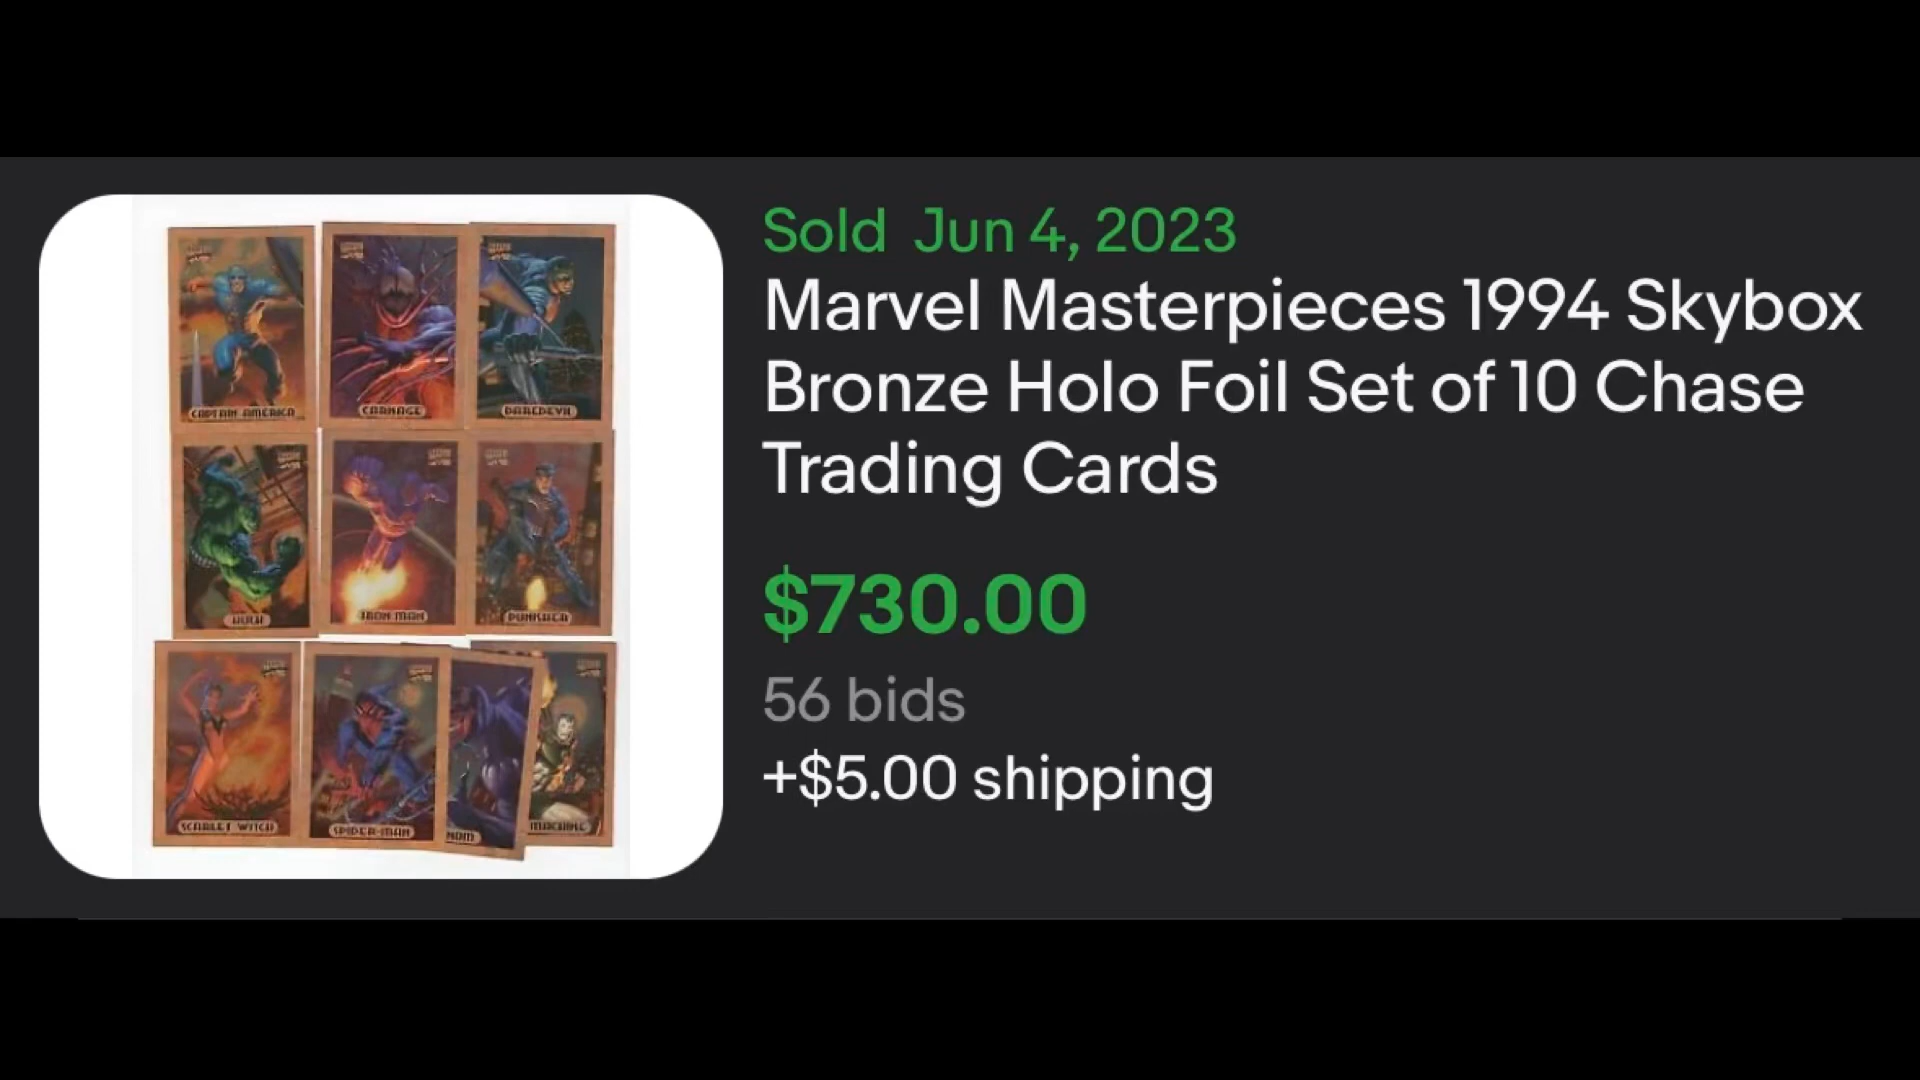 Sold Jun 4, 2023
Marvel Masterpieces 1994 Skybox
Bronze Holo Foil Set of 10 Chase
Trading Cards
$730.00
56 bids
+$5.00 shipping
CAPTAIN AMERICA
CARNAGE
DAREDEVIL
HULK
IRON MAN
PUNISHER
SCARLET WITCH
SPIDER-MAN
MACHINE